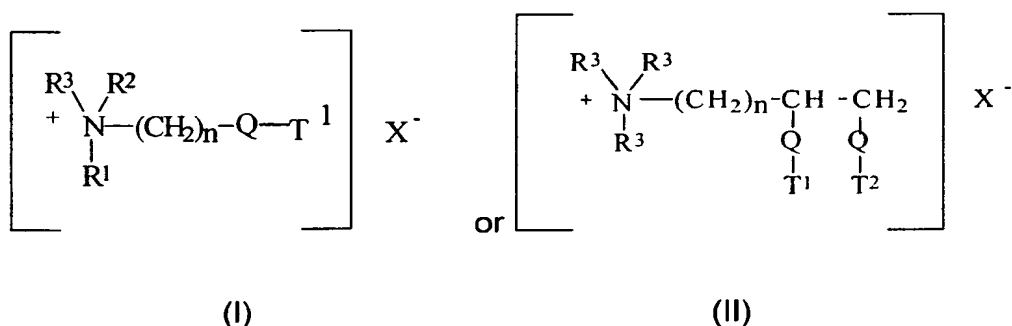 R³ R² R³ R³
+ N—(CH₂)n—Q—T¹ X⁻ + N—(CH₂)n-CH-CH₂ X⁻
R¹ R³ Q Q
T¹ T²
or
(I) (II)